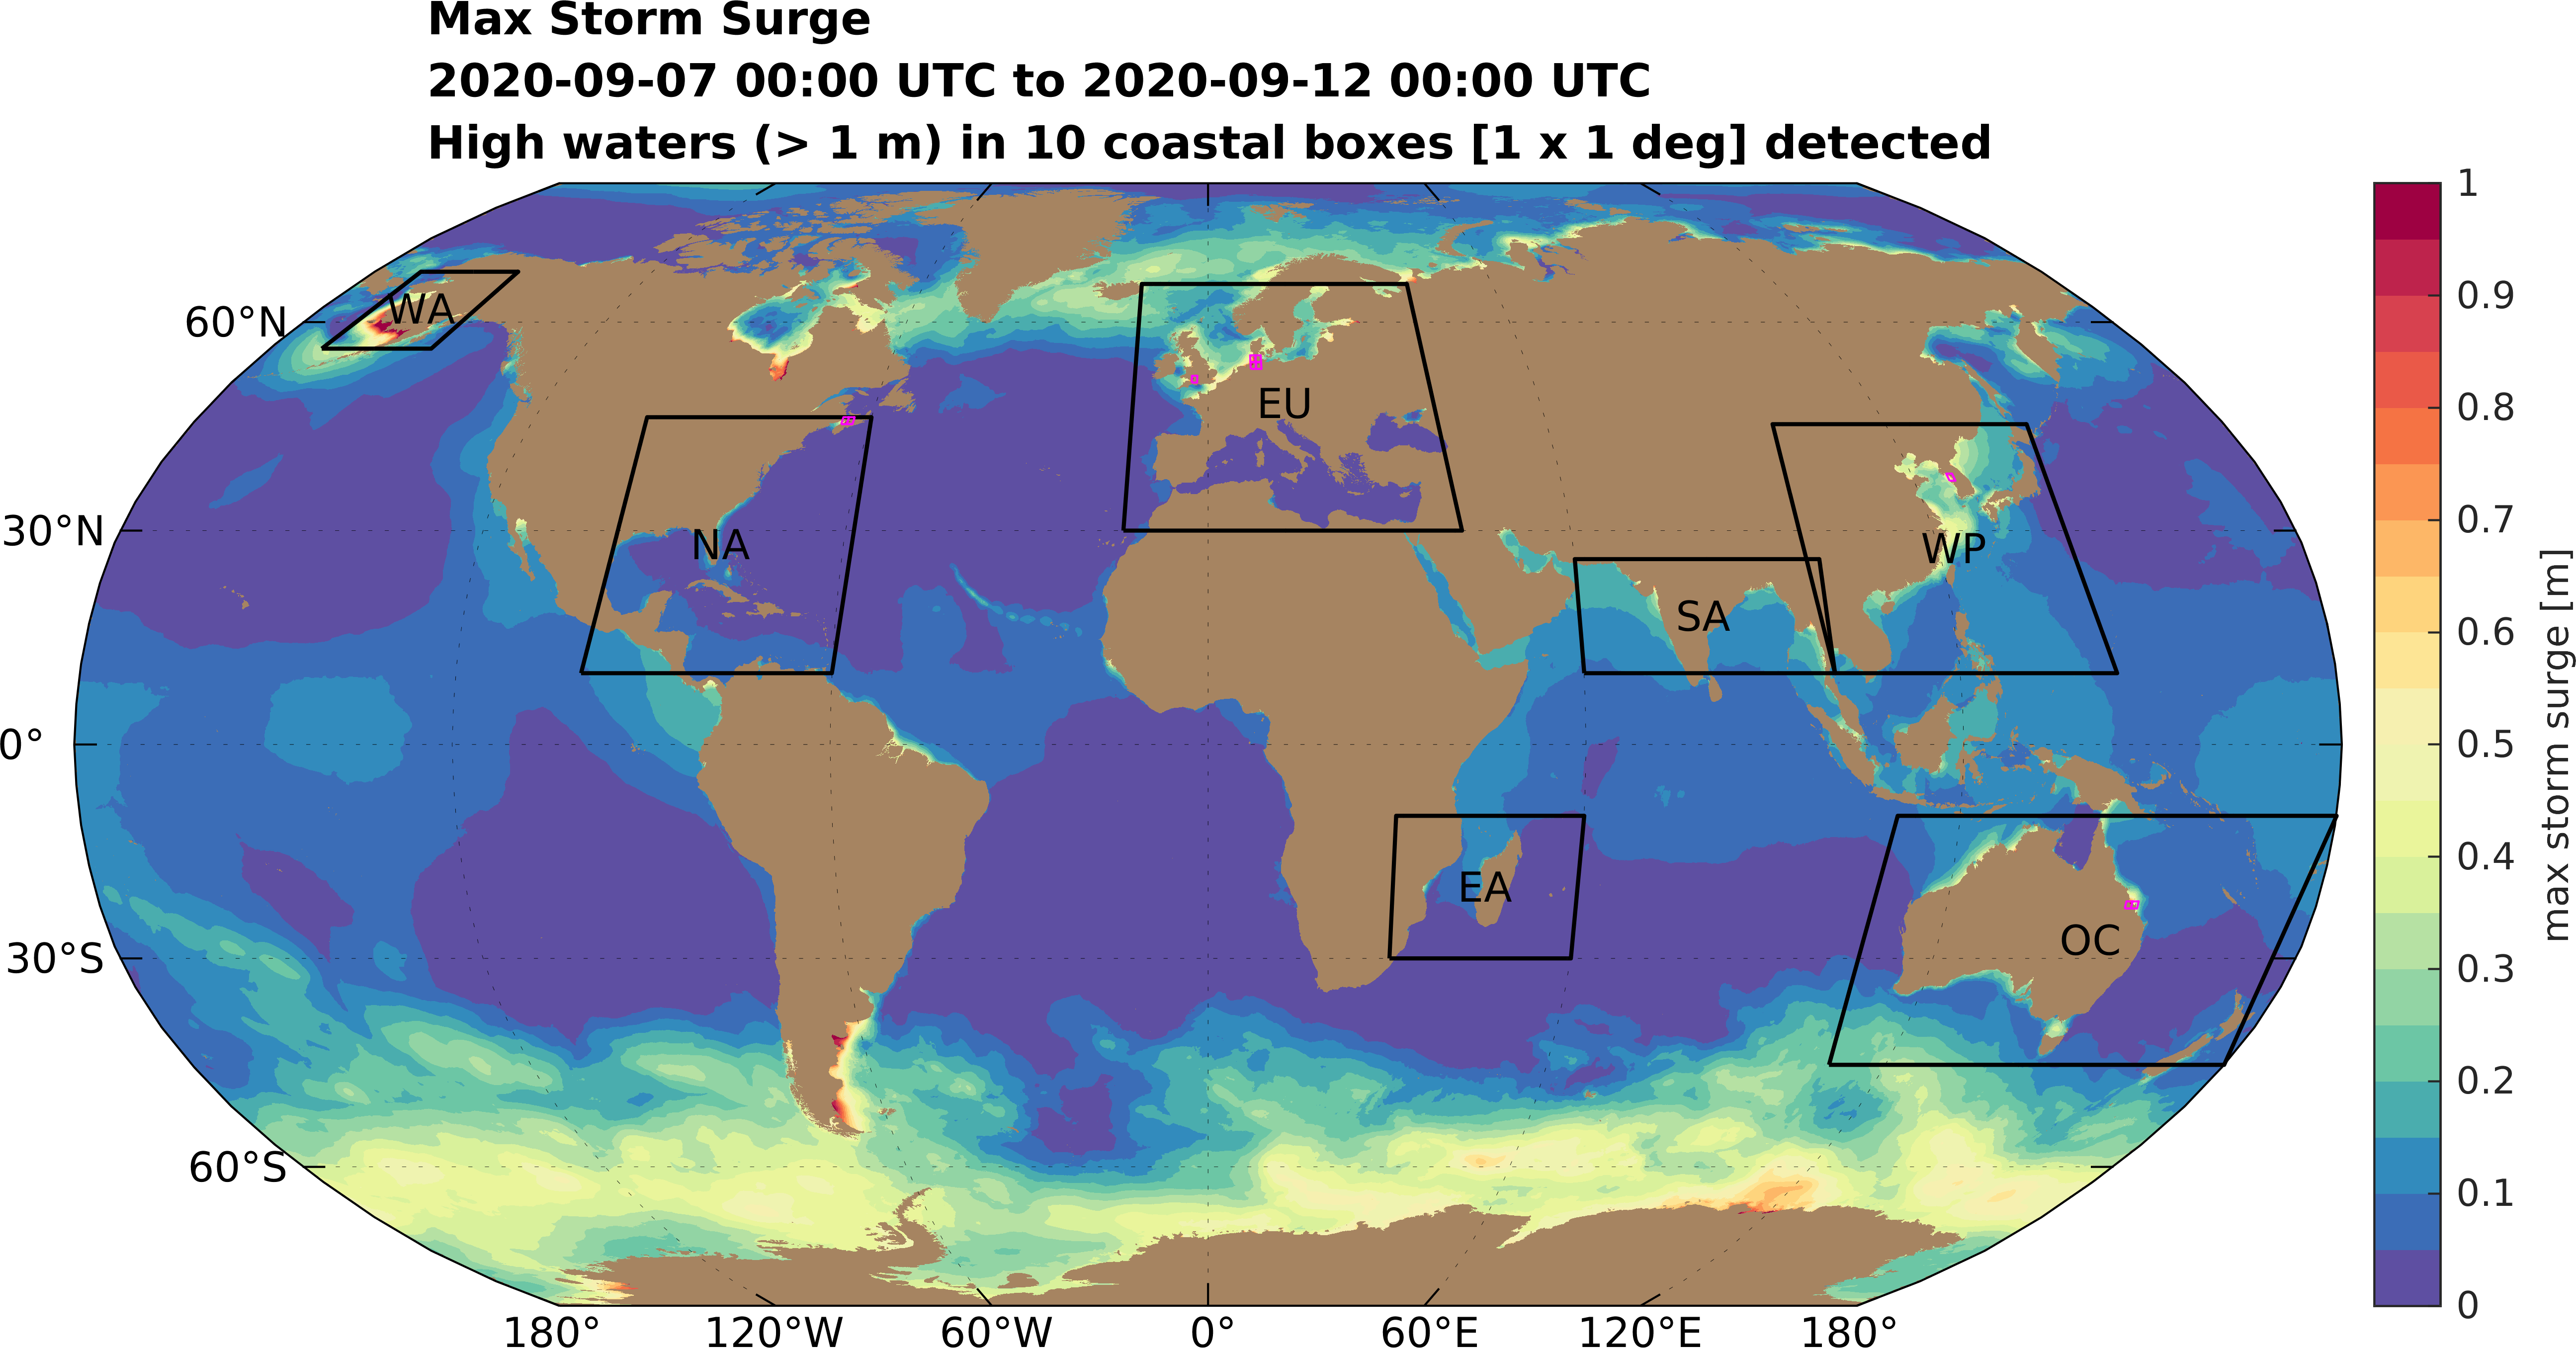 Max Storm Surge
2020-09-07 00:00 UTC to 2020-09-12 00:00 UTC
High waters (> 1 m) in 10 coastal boxes [1 x 1 deg] detected
60°N
30°N
0°
30°S
60°S
WA
NA
EU
SA
WP
EA
OC
180°
120°W
60°W
0°
60°E
120°E
180°
1
0.9
0.8
0.7
0.6
0.5
0.4
0.3
0.2
0.1
0
max storm surge [m]